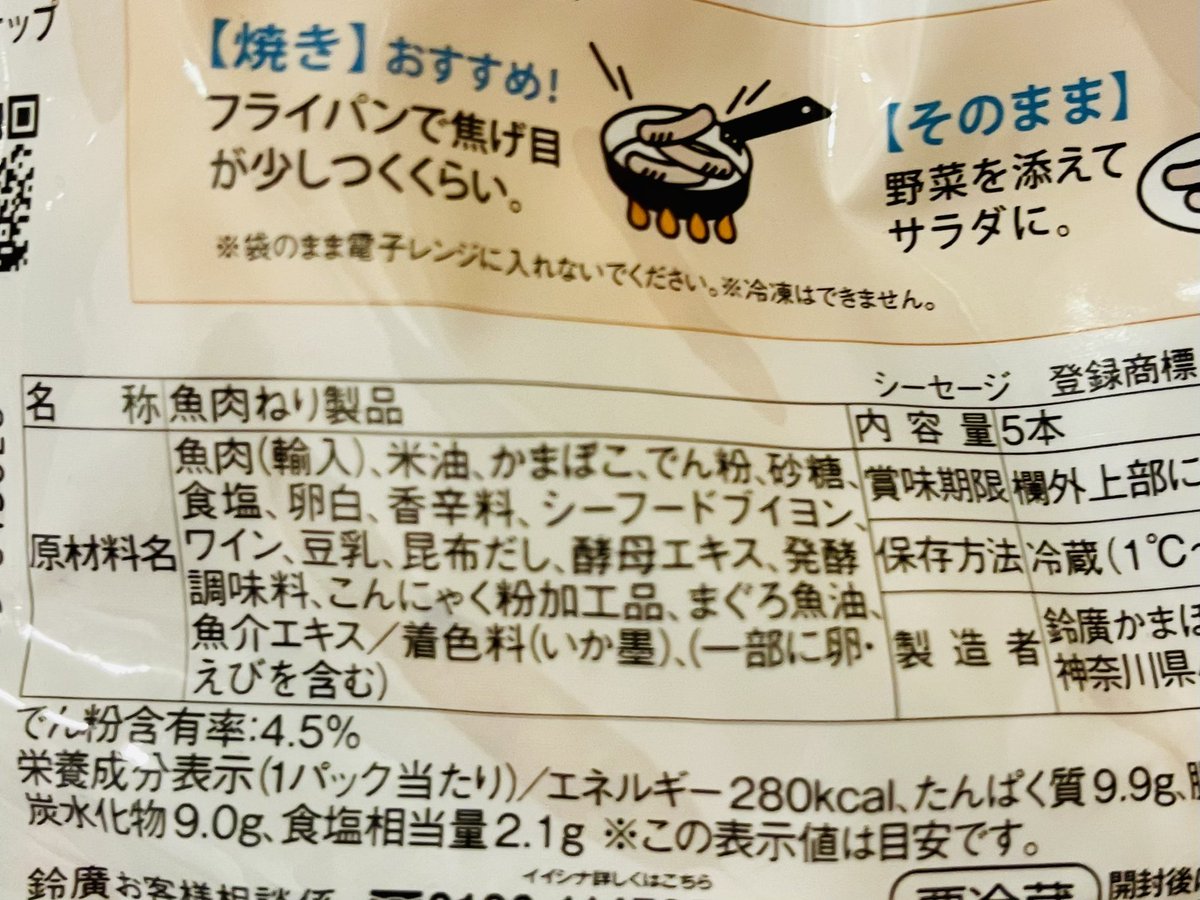 ップ
【焼き】おすすめ!
フライパンで焦げ目
が少しつくくらい。
【そのまま】
野菜を添えて
サラダに。
※袋のまま電子レンジに入れないでください。※冷凍はできません。
シーセージ 登録商標
名 称 魚肉ねり製品
内容量 5本
原材料名
魚肉(輸入)、米油、かまぼこ、でん粉、砂糖、
食塩、卵白、香辛料、シーフードブイヨン、
ワイン、豆乳、昆布だし、酵母エキス、発酵
調味料、こんにゃく粉加工品、まぐろ魚油、
魚介エキス/着色料(いか墨)、(一部に卵・
えびを含む)
賞味期限 欄外上部に
保存方法 冷蔵(1℃~
製造者 鈴廣かまぼ
神奈川県
でん粉含有率:4.5%
栄養成分表示(1パック当たり)/エネルギー280kcal、たんぱく質9.9g、
炭水化物9.0g、食塩相当量2.1g ※この表示値は目安です。
イイシナ詳しくはこちら
鈴廣お客様相談係
要冷蔵
開封後